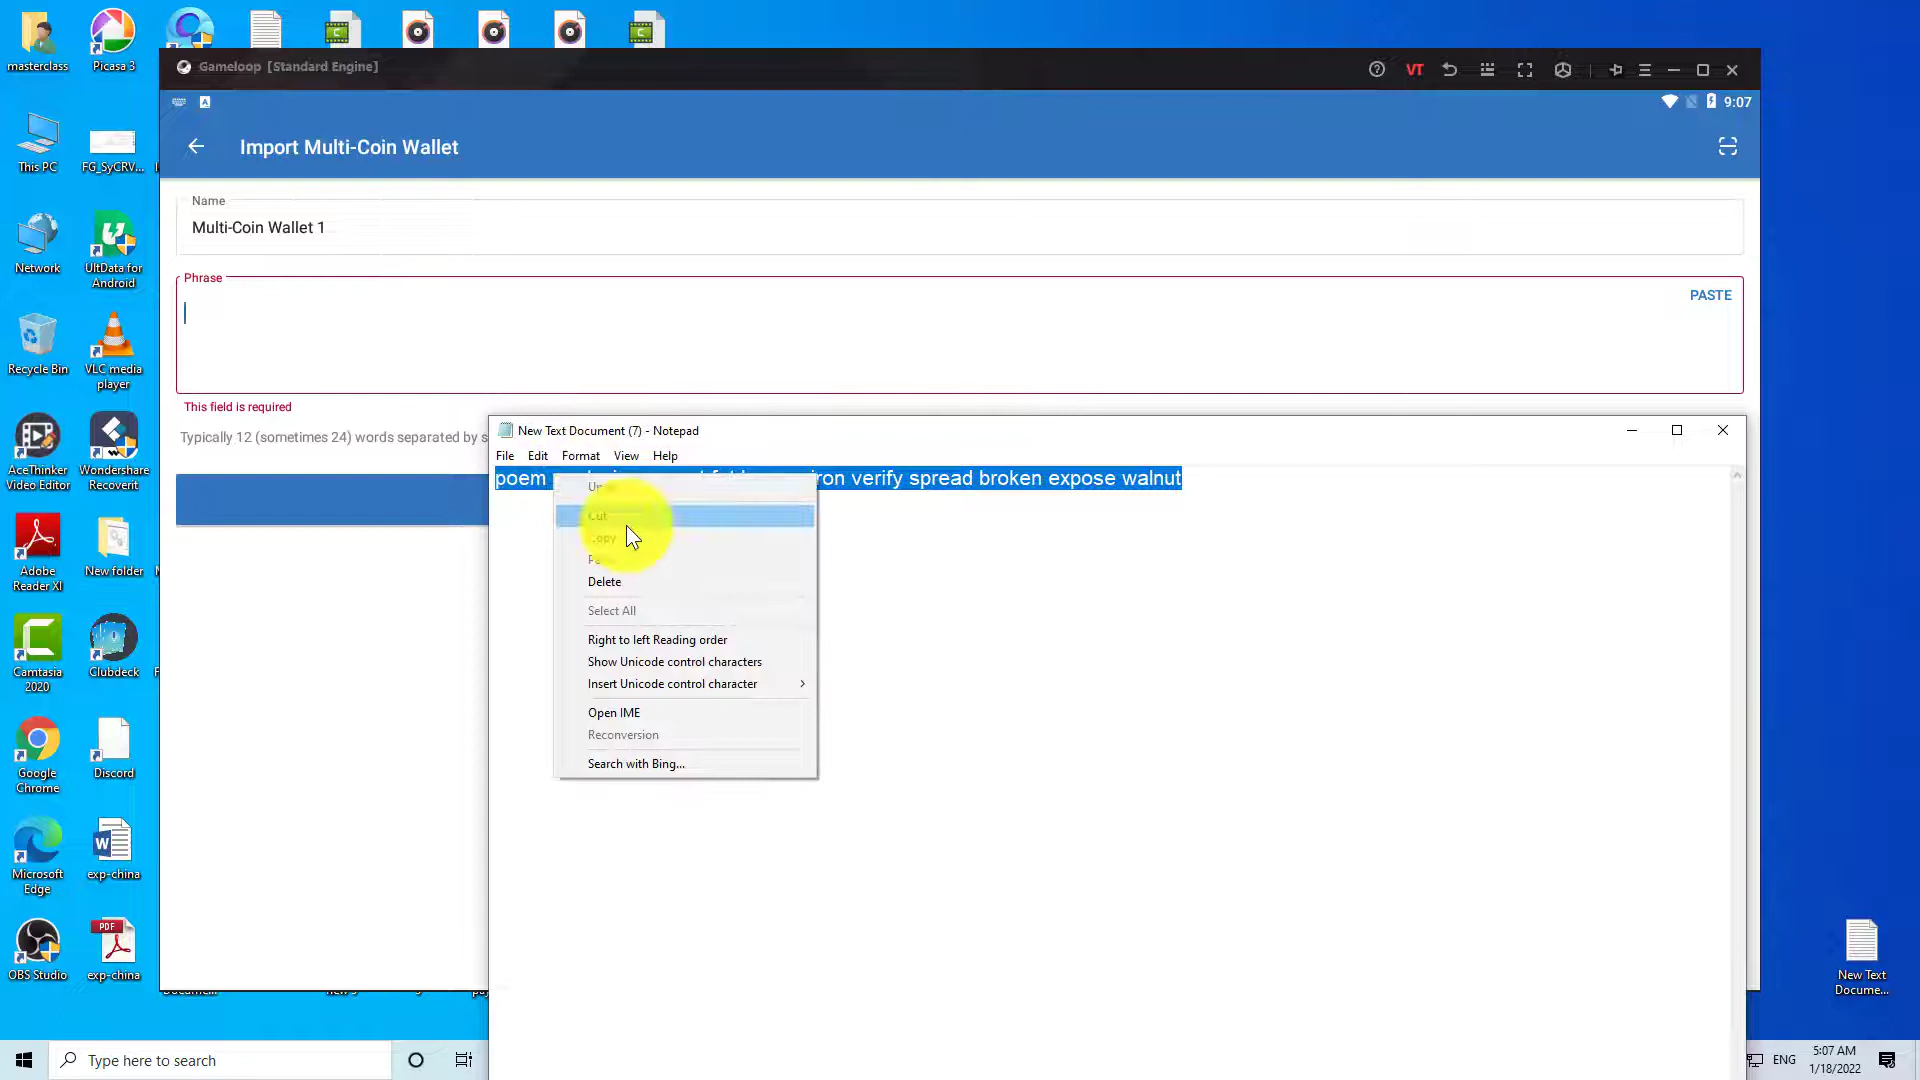 masterclass
Picasa 3
Gameloop [Standard Engine]
VT
9:07
Import Multi-Coin Wallet
This PC
FG_SyCRV...
Name
Multi-Coin Wallet 1
Network
UltData for
Android
Phrase
PASTE
Recycle Bin
VLC media
player
This field is required
Typically 12 (sometimes 24) words separated by
New Text Document (7) - Notepad
File Edit Format View Help
poem verify spread broken expose walnut
Cut
Copy
Delete
Select All
Right to left Reading order
Show Unicode control characters
Insert Unicode control character
Open IME
Reconversion
Search with Bing...
AceThinker
Video Editor
Wondershare
Recoverit
Adobe
Reader XI
New folder
Camtasia
2020
Clubdeck
Google
Chrome
Discord
Microsoft
Edge
exp-china
OBS Studio
PDF
exp-china
New Text
Docume...
Type here to search
ENG
5:07 AM
1/18/2022